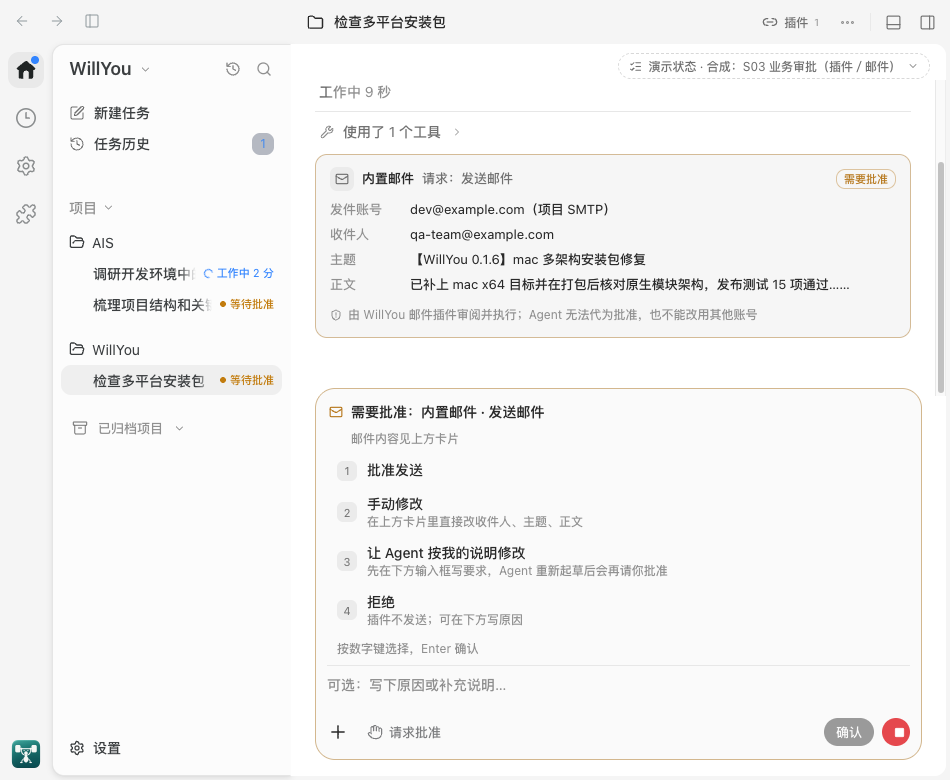 检查多平台安装包
插件 1
WillYou
新建任务
任务历史
1
项目
AIS
调研开发环境中
工作中 2 分
梳理项目结构和关
等待批准
WillYou
检查多平台安装包
等待批准
已归档项目
设置
演示状态 · 合成：S03 业务审批（插件 / 邮件）
工作中 9 秒
使用了 1 个工具
内置邮件 请求：发送邮件
需要批准
发件账号 dev@example.com（项目 SMTP）
收件人 qa-team@example.com
主题 【WillYou 0.1.6】mac 多架构安装包修复
正文 已补上 mac x64 目标并在打包后核对原生模块架构，发布测试 15 项通过……
由 WillYou 邮件插件审阅并执行；Agent 无法代为批准，也不能改用其他账号
需要批准：内置邮件 · 发送邮件
邮件内容见上方卡片
1 批准发送
2 手动修改
在上方卡片里直接改收件人、主题、正文
3 让 Agent 按我的说明修改
先在下方输入框写要求，Agent 重新起草后会再请你批准
4 拒绝
插件不发送；可在下方写原因
按数字键选择，Enter 确认
可选：写下原因或补充说明...
请求批准
确认